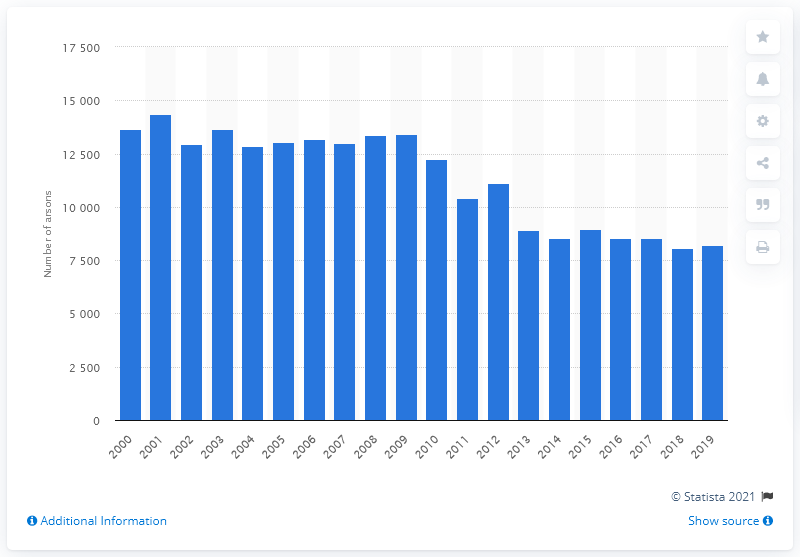 17 500
15 000
12 500
10 000
7 500
5 000
2 500
0
Number of arsons
2000 2001 2002 2003 2004 2005 2006 2007 2008 2009 2010 2011 2012 2013 2014 2015 2016 2017 2018 2019
© Statista 2021
Additional Information
Show source